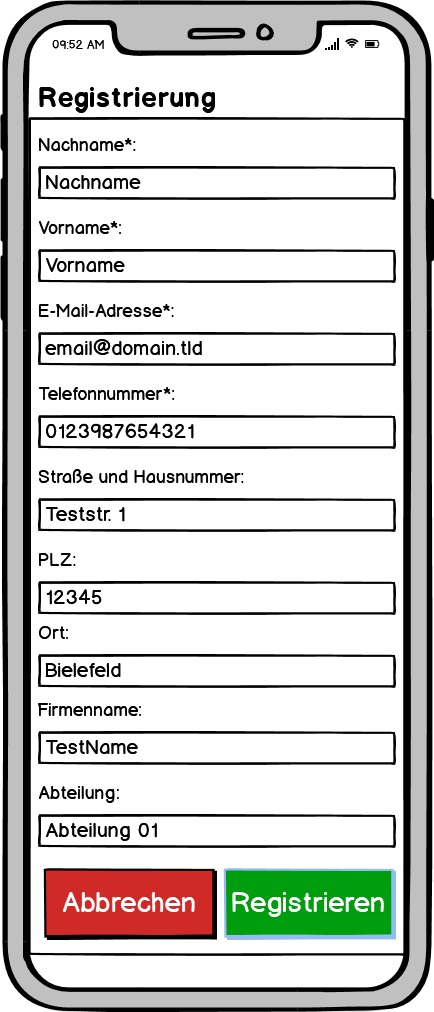 09:52 AM
Registrierung
Nachname*:
Nachname
Vorname*:
Vorname
E-Mail-Adresse*:
email@domain.tld
Telefonnummer*:
0123987654321
Straße und Hausnummer:
Teststr. 1
PLZ:
12345
Ort:
Bielefeld
Firmenname:
TestName
Abteilung:
Abteilung 01
Abbrechen Registrieren